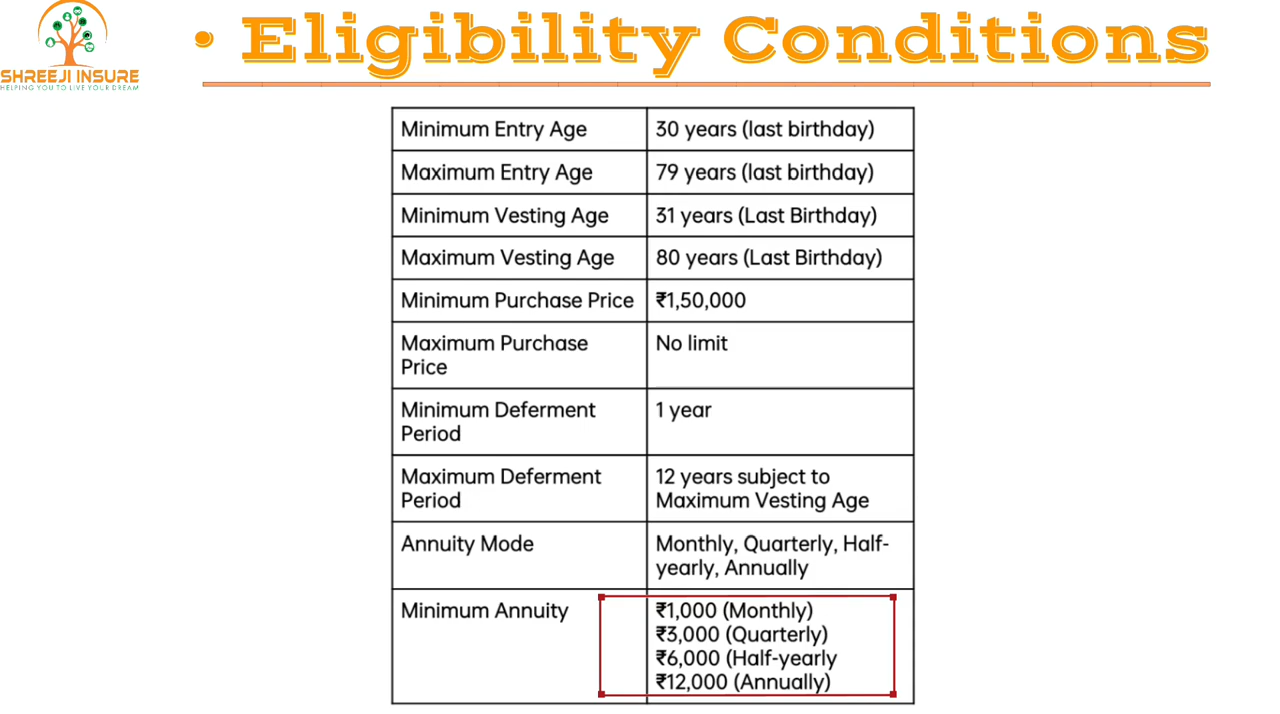 SHREEJI INSURE
HELPING YOU TO LIVE YOUR DREAM
• Eligibility Conditions
Minimum Entry Age 30 years (last birthday)
Maximum Entry Age 79 years (last birthday)
Minimum Vesting Age 31 years (Last Birthday)
Maximum Vesting Age 80 years (Last Birthday)
Minimum Purchase Price ₹1,50,000
Maximum Purchase
Price
No limit
Minimum Deferment
Period
1 year
Maximum Deferment
Period
12 years subject to
Maximum Vesting Age
Annuity Mode
Monthly, Quarterly, Half-
yearly, Annually
Minimum Annuity
₹1,000 (Monthly)
₹3,000 (Quarterly)
₹6,000 (Half-yearly
₹12,000 (Annually)